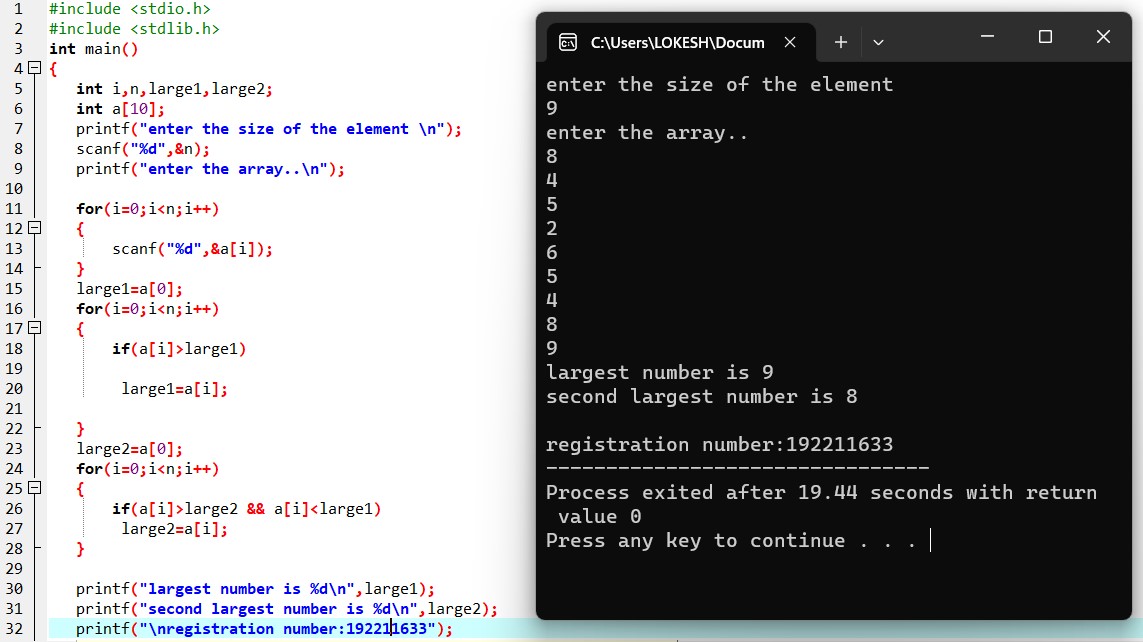 1 #include <stdio.h>
2 #include <stdlib.h>
3 int main()
4 {
5 int i,n,large1,large2;
6 int a[10];
7 printf("enter the size of the element \n");
8 scanf("%d",&n);
9 printf("enter the array..\n");
10
11 for(i=0;i<n;i++)
12 {
13 scanf("%d",&a[i]);
14 }
15 large1=a[0];
16 for(i=0;i<n;i++)
17 {
18 if(a[i]>large1)
19
20 large1=a[i];
21
22 }
23 large2=a[0];
24 for(i=0;i<n;i++)
25 {
26 if(a[i]>large2 && a[i]<large1)
27 large2=a[i];
28 }
29
30 printf("largest number is %d\n",large1);
31 printf("second largest number is %d\n",large2);
32 printf("\nregistration number:192211633");
C:\Users\LOKESH\Docum
enter the size of the element
9
enter the array..
8
4
5
2
6
5
4
8
9
largest number is 9
second largest number is 8
registration number:192211633
--------------------------------
Process exited after 19.44 seconds with return
value 0
Press any key to continue . . .